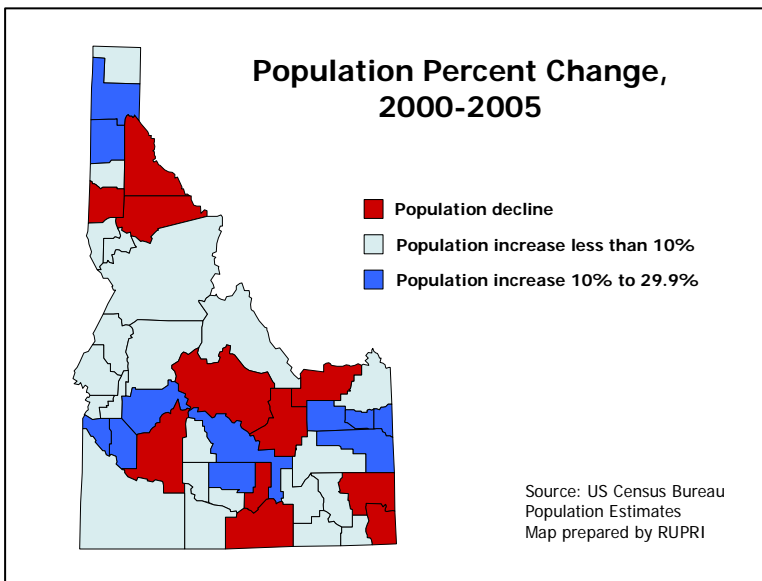 Population Percent Change,
2000-2005
Population decline
Population increase less than 10%
Population increase 10% to 29.9%
Source: US Census Bureau
Population Estimates
Map prepared by RUPRI